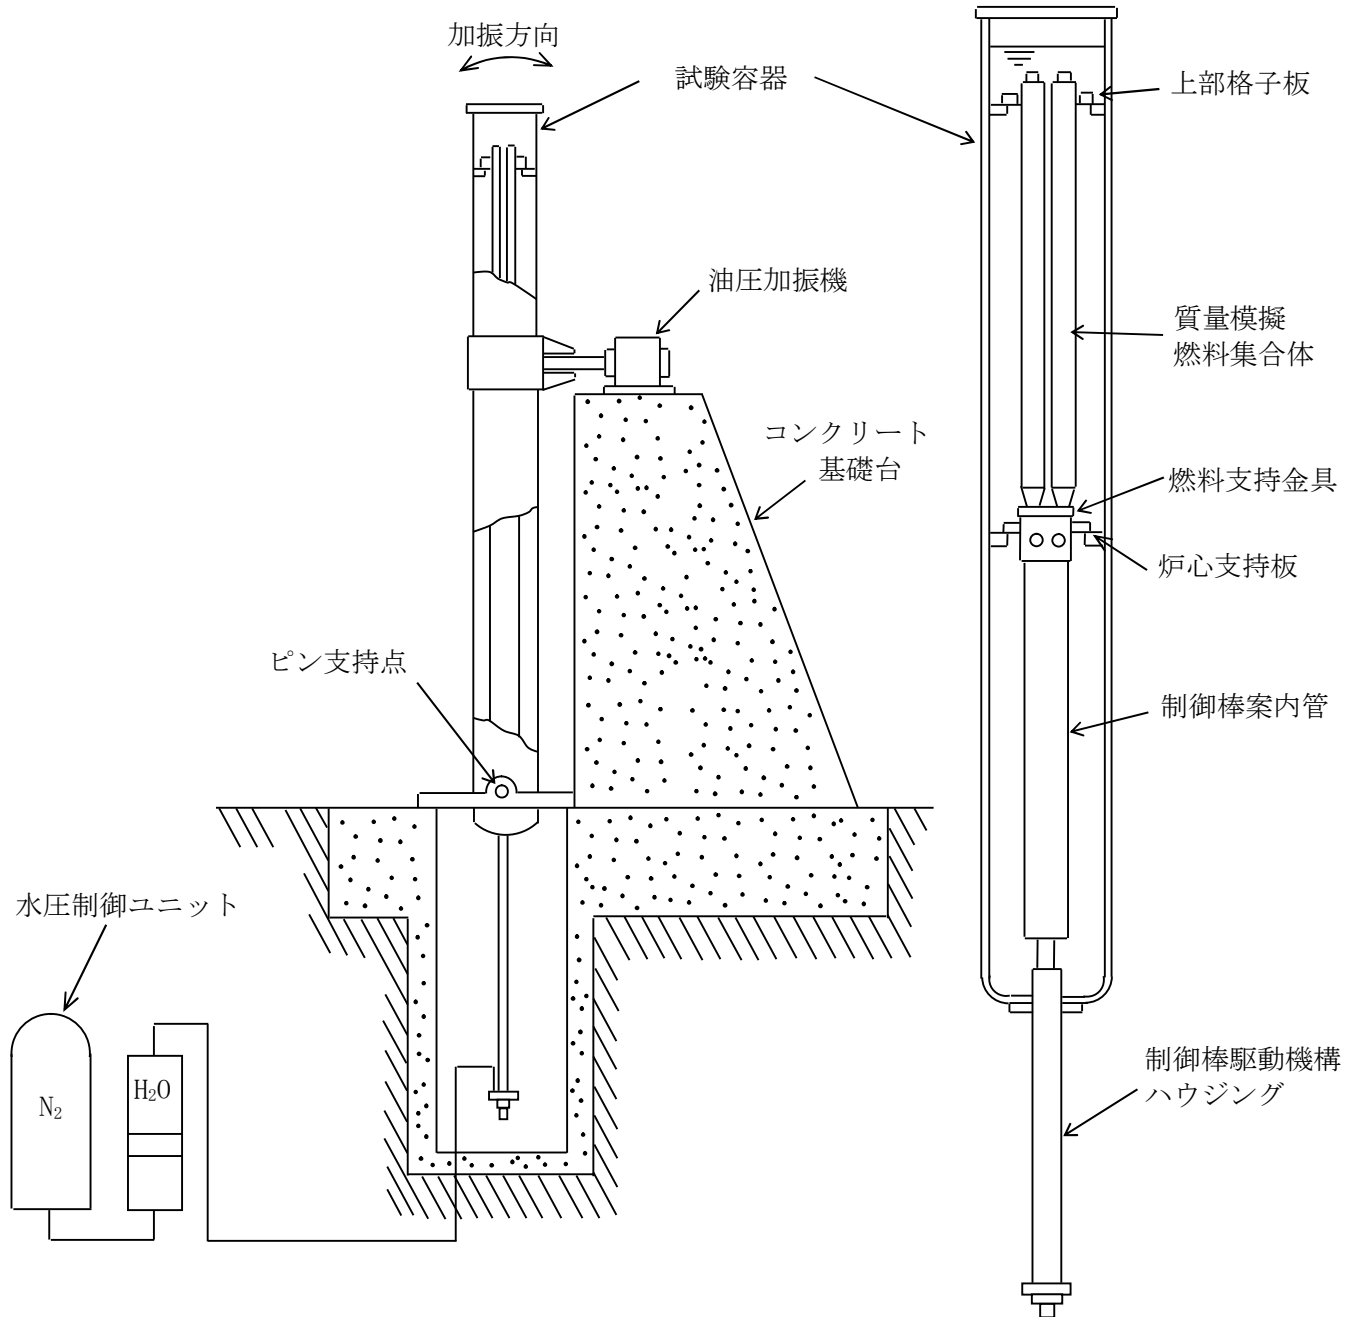 加振方向
試験容器
上部格子板
油圧加振機
質量模擬
燃料集合体
コンクリート
基礎台
燃料支持金具
炉心支持板
ピン支持点
制御棒案内管
水圧制御ユニット
制御棒駆動機構
ハウジング
N₂
H₂O